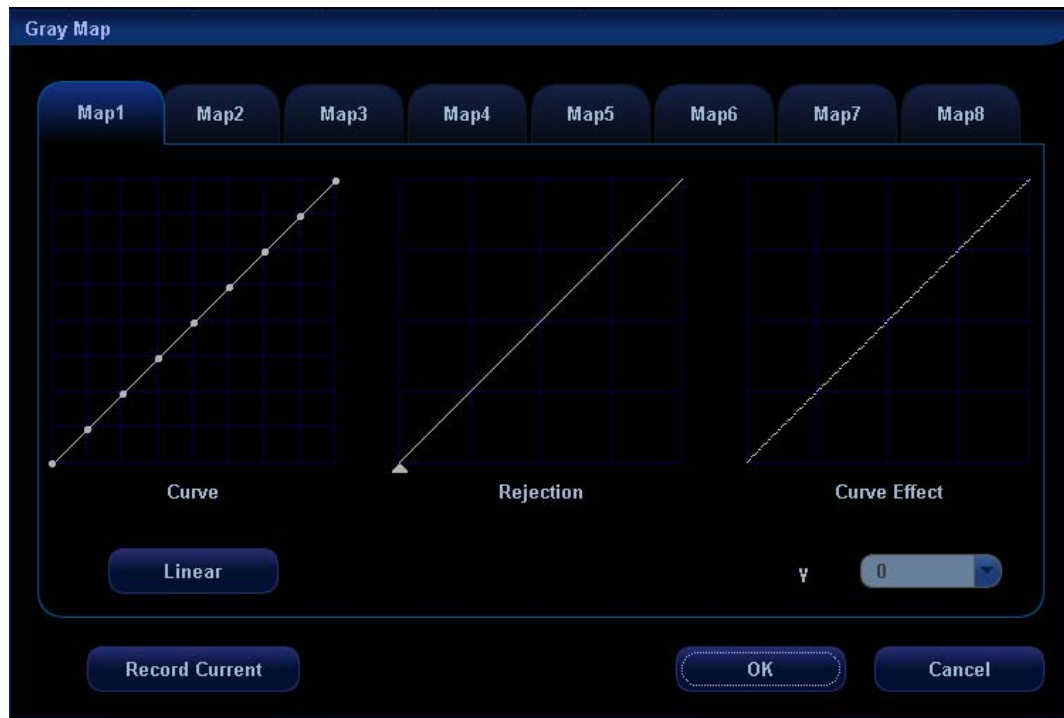 Gray Map
Map1 Map2 Map3 Map4 Map5 Map6 Map7 Map8
Curve Rejection Curve Effect
Linear γ 0
Record Current OK Cancel